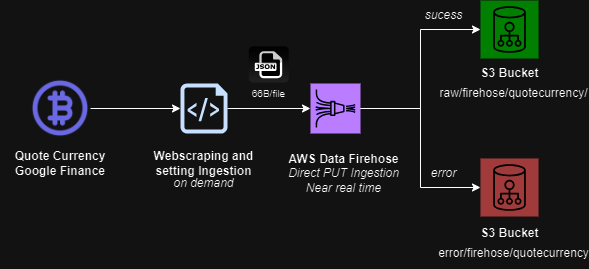 sucess
S3 Bucket
raw/firehose/quotecurrency/
JSON
66B/file
Quote Currency
Google Finance
Webscraping and
setting Ingestion
on demand
AWS Data Firehose
Direct PUT Ingestion
Near real time
error
S3 Bucket
error/firehose/quotecurrency